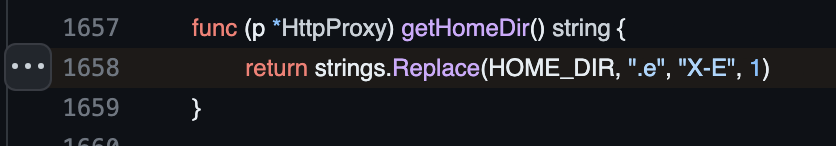 1657 func (p *HttpProxy) getHomeDir() string {
1658 return strings.Replace(HOME_DIR, ".e", "X-E", 1)
1659 }